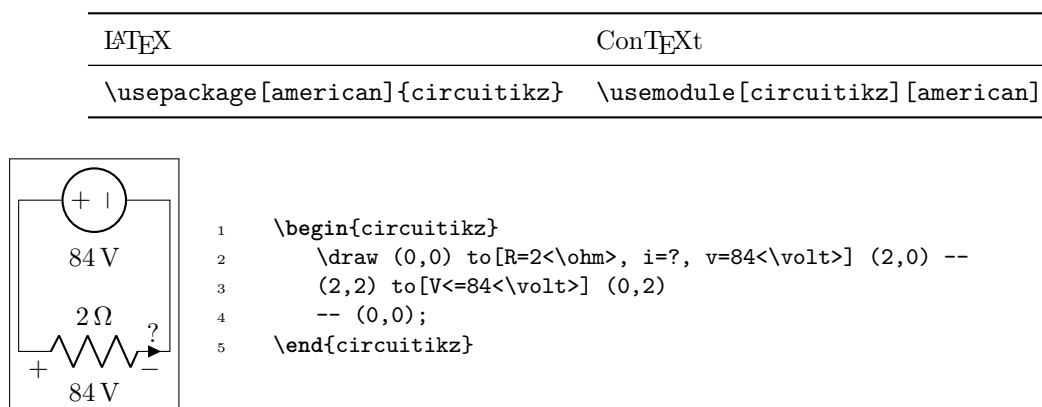 LATEX ConTEXt
\usepackage[american]{circuitikz} \usemodule[circuitikz][american]
+ −
84 V
2 Ω
?
+ −
84 V
1 \begin{circuitikz}
2 \draw (0,0) to[R=2<\ohm>, i=?, v=84<\volt>] (2,0) --
3 (2,2) to[V<=84<\volt>] (0,2)
4 -- (0,0);
5 \end{circuitikz}